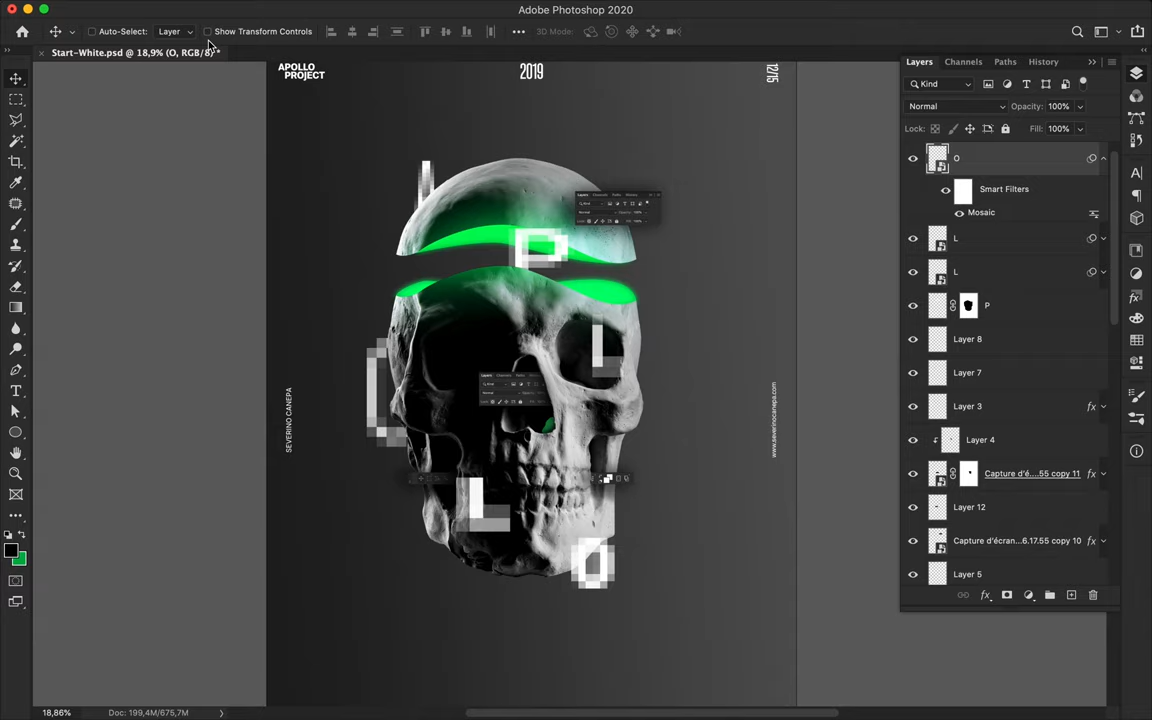 Adobe Photoshop 2020
Auto-Select: Layer Show Transform Controls 3D Mode:
Start-White.psd @ 18,9% (O, RGB/8) *
APOLLO
PROJECT
2019
12/15
SEVERINO CANEPA
www.severinocanepa.com
P
L
L
O
Layers Channels Paths History
Kind
Normal Opacity: 100%
Lock: Fill: 100%
O
Smart Filters
Mosaic
L
L
P
Layer 8
Layer 7
Layer 3 fx
Layer 4
Capture d'é....55 copy 11 fx
Layer 12
Capture d'écran...6.17.55 copy 10 fx
Layer 5
18,86% Doc: 199,4M/675,7M